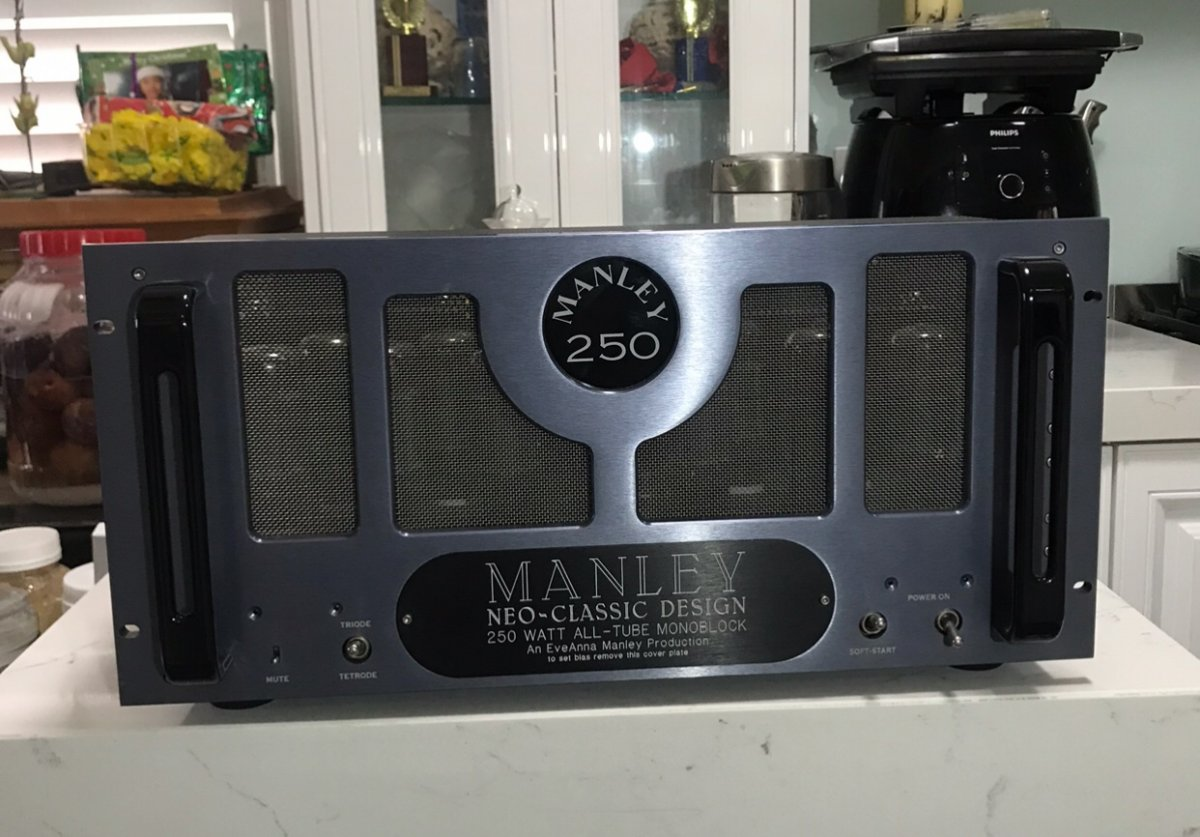 PHILIPS
MANLEY
250
MANLEY
NEO-CLASSIC DESIGN
250 WATT ALL-TUBE MONOBLOCK
An EveAnna Manley Production
to set bias remove this cover plate
MUTE
TRIODE
TETRODE
SOFT-START
POWER ON